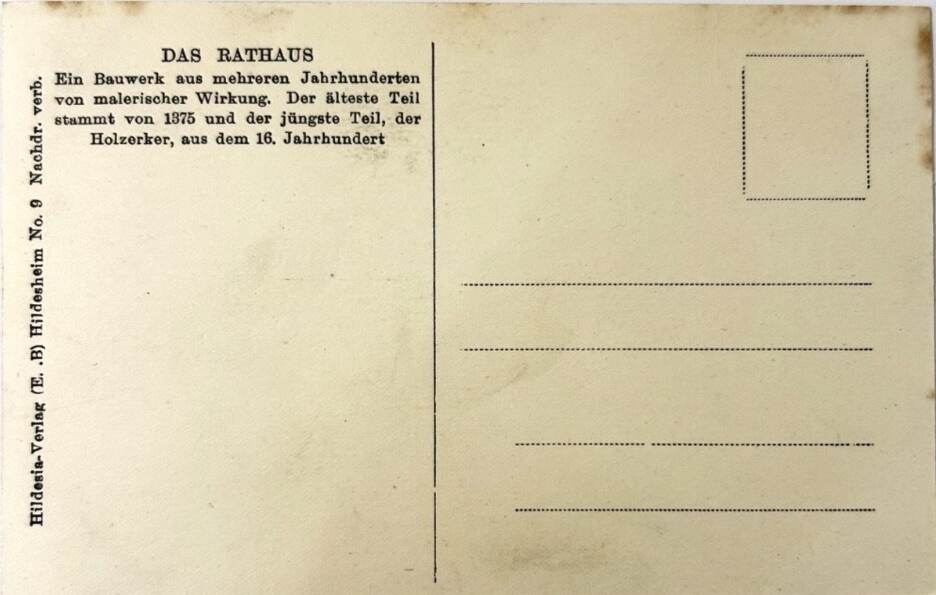 DAS RATHAUS
Ein Bauwerk aus mehreren Jahrhunderten
von malerischer Wirkung. Der älteste Teil
stammt von 1375 und der jüngste Teil, der
Holzerker, aus dem 16. Jahrhundert
Hildesia-Verlag (E. .B) Hildesheim No. 9 Nachdr. verb.